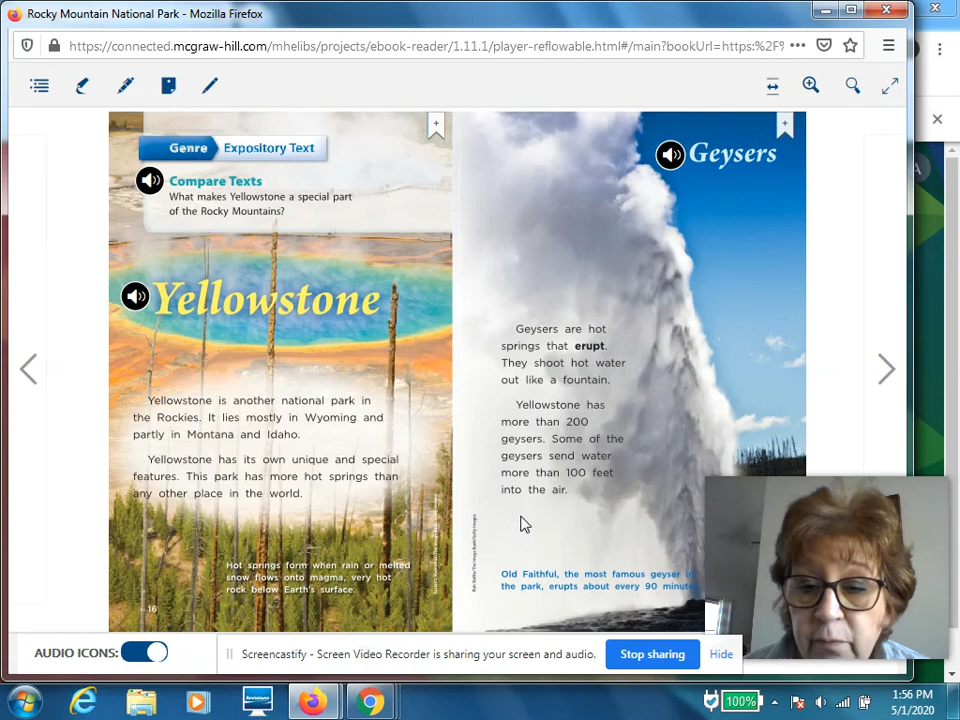 Rocky Mountain National Park - Mozilla Firefox
https://connected.mcgraw-hill.com/mhelibs/projects/ebook-reader/1.11.1/player-reflowable.html#/main?bookUrl=https:%2F%
Genre Expository Text
Compare Texts
What makes Yellowstone a special part
of the Rocky Mountains?
Yellowstone
Yellowstone is another national park in
the Rockies. It lies mostly in Wyoming and
partly in Montana and Idaho.
Yellowstone has its own unique and special
features. This park has more hot springs than
any other place in the world.
Hot springs form when rain or melted
snow flows onto magma, very hot
rock below Earth's surface.
16
Geysers
Geysers are hot
springs that erupt.
They shoot hot water
out like a fountain.
Yellowstone has
more than 200
geysers. Some of the
geysers send water
more than 100 feet
into the air.
Old Faithful, the most famous geyser in
the park, erupts about every 90 minutes
A
AUDIO ICONS:
Screencastify - Screen Video Recorder is sharing your screen and audio.
Stop sharing
Hide
100%
1:56 PM
5/1/2020